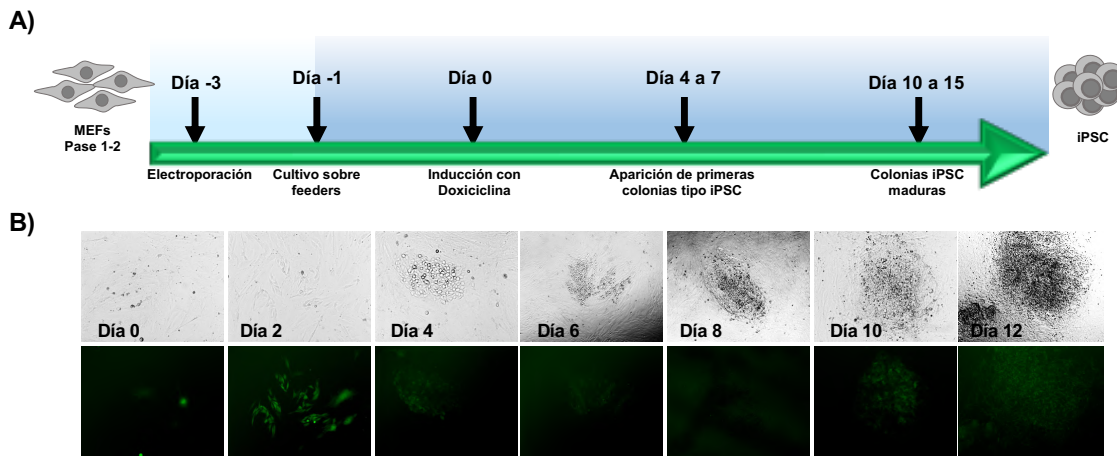 A)
Día -3
Día -1
Día 0
Día 4 a 7
Día 10 a 15
MEFs
Pase 1-2
iPSC
Electroporación
Cultivo sobre
feeders
Inducción con
Doxiciclina
Aparición de primeras
colonias tipo iPSC
Colonias iPSC
maduras
B)
Día 0
Día 2
Día 4
Día 6
Día 8
Día 10
Día 12